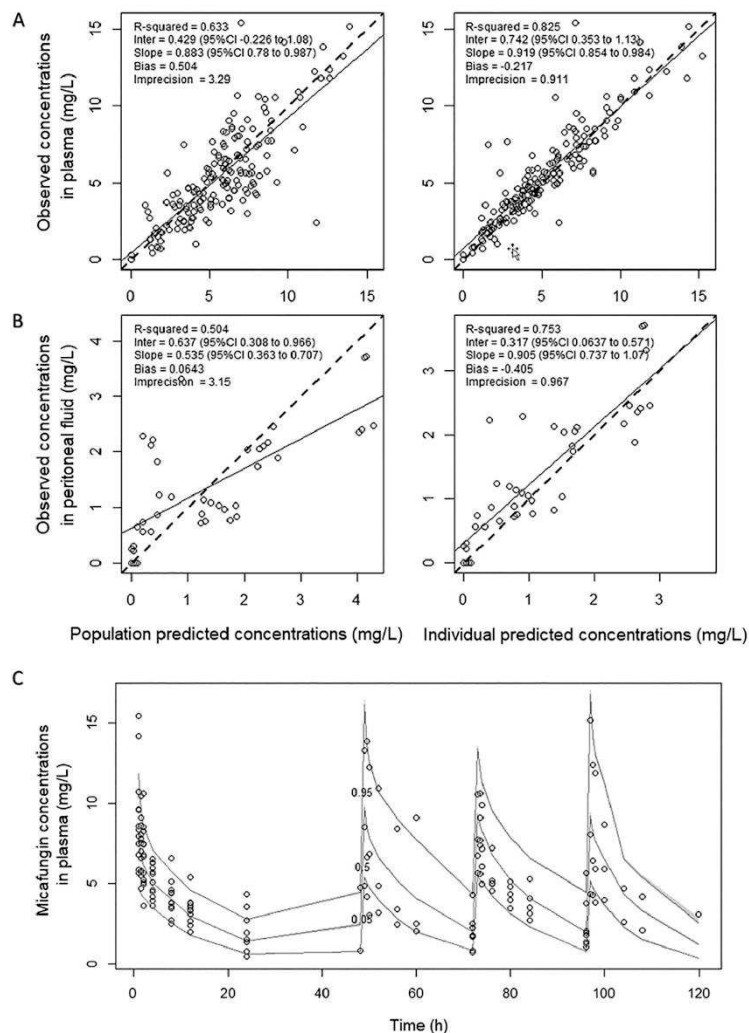 A
R-squared = 0.633
Inter = 0.429 (95%CI -0.226 to 1.08)
Slope = 0.883 (95%CI 0.78 to 0.987)
Bias = 0.504
Imprecision = 3.29
Observed concentrations
in plasma (mg/L)
15
10
5
0
0 5 10 15
R-squared = 0.825
Inter = 0.742 (95%CI 0.353 to 1.13)
Slope = 0.919 (95%CI 0.854 to 0.984)
Bias = -0.217
Imprecision = 0.911
15
10
5
0
0 5 10 15
B
R-squared = 0.504
Inter = 0.637 (95%CI 0.308 to 0.966)
Slope = 0.535 (95%CI 0.363 to 0.707)
Bias = 0.0643
Imprecision = 3.15
Observed concentrations
in peritoneal fluid (mg/L)
4
3
2
1
0
0 1 2 3 4
Population predicted concentrations (mg/L)
R-squared = 0.753
Inter = 0.317 (95%CI 0.0637 to 0.571)
Slope = 0.905 (95%CI 0.737 to 1.07)
Bias = -0.405
Imprecision = 0.967
3
2
1
0
0 1 2 3
Individual predicted concentrations (mg/L)
C
Micafungin concentrations
in plasma (mg/L)
15
10
5
0
0.95
0.5
0.05
0 20 40 60 80 100 120
Time (h)